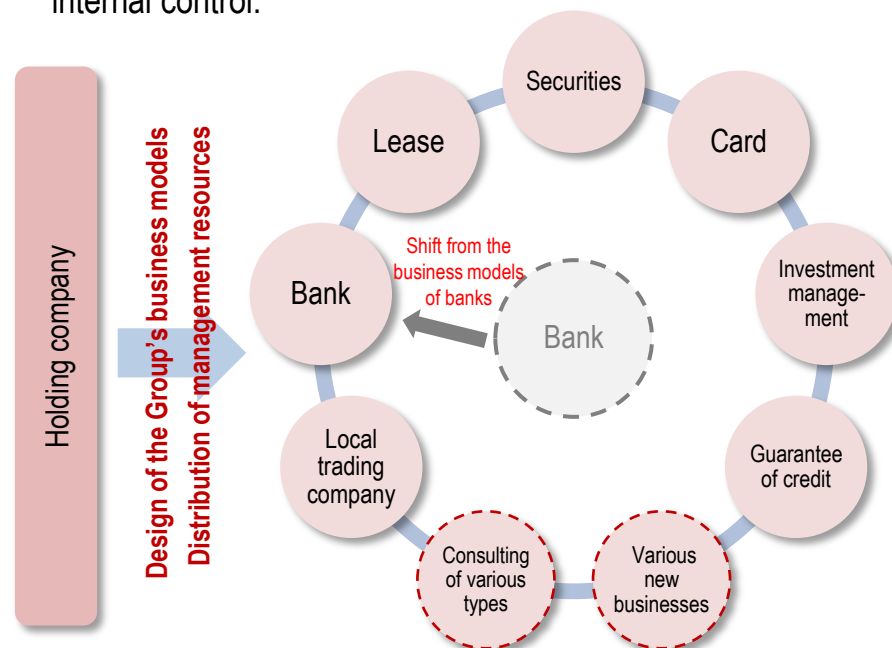 internal control.
Holding company
Design of the Group's business models
Distribution of management resources
Securities
Lease
Card
Bank
Shift from the
business models
of banks
Bank
Investment
manage-
ment
Local
trading
company
Guarantee
of credit
Consulting
of various
types
Various
new
businesses